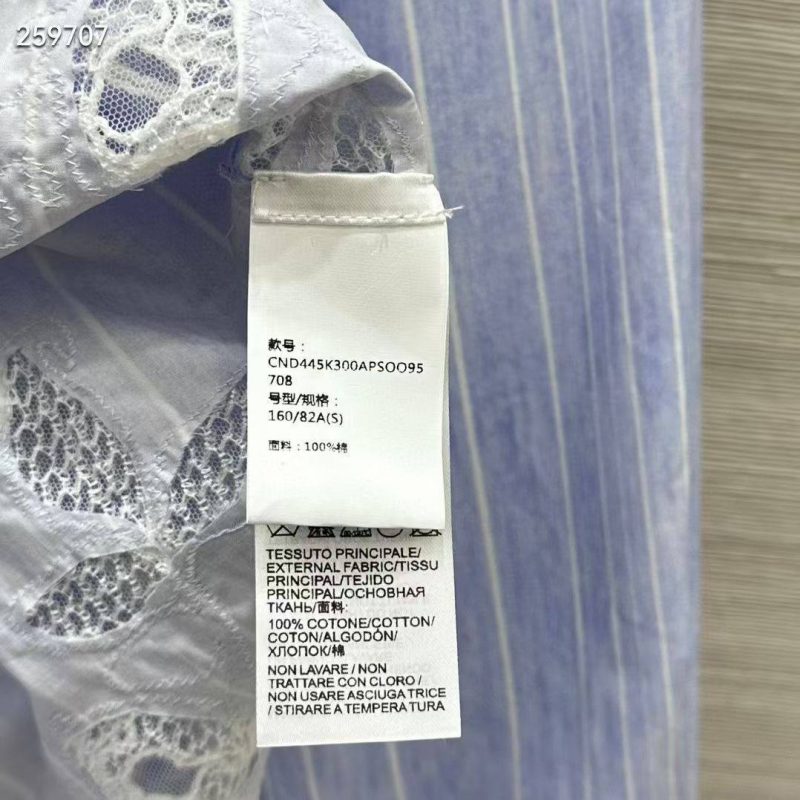 259707
款号：
CND445K300APSOO95
708
号型/规格：
160/82A(S)
面料：100%棉
TESSUTO PRINCIPALE/
EXTERNAL FABRIC/TISSU
PRINCIPAL/TEJIDO
PRINCIPAL/ОСНОВНАЯ
ТКАНЬ/面料:
100% COTONE/COTTON/
COTON/ALGODÓN/
ХЛОПОК/棉
NON LAVARE / NON
TRATTARE CON CLORO /
NON USARE ASCIUGA TRICE
/ STIRARE A TEMPERA TURA